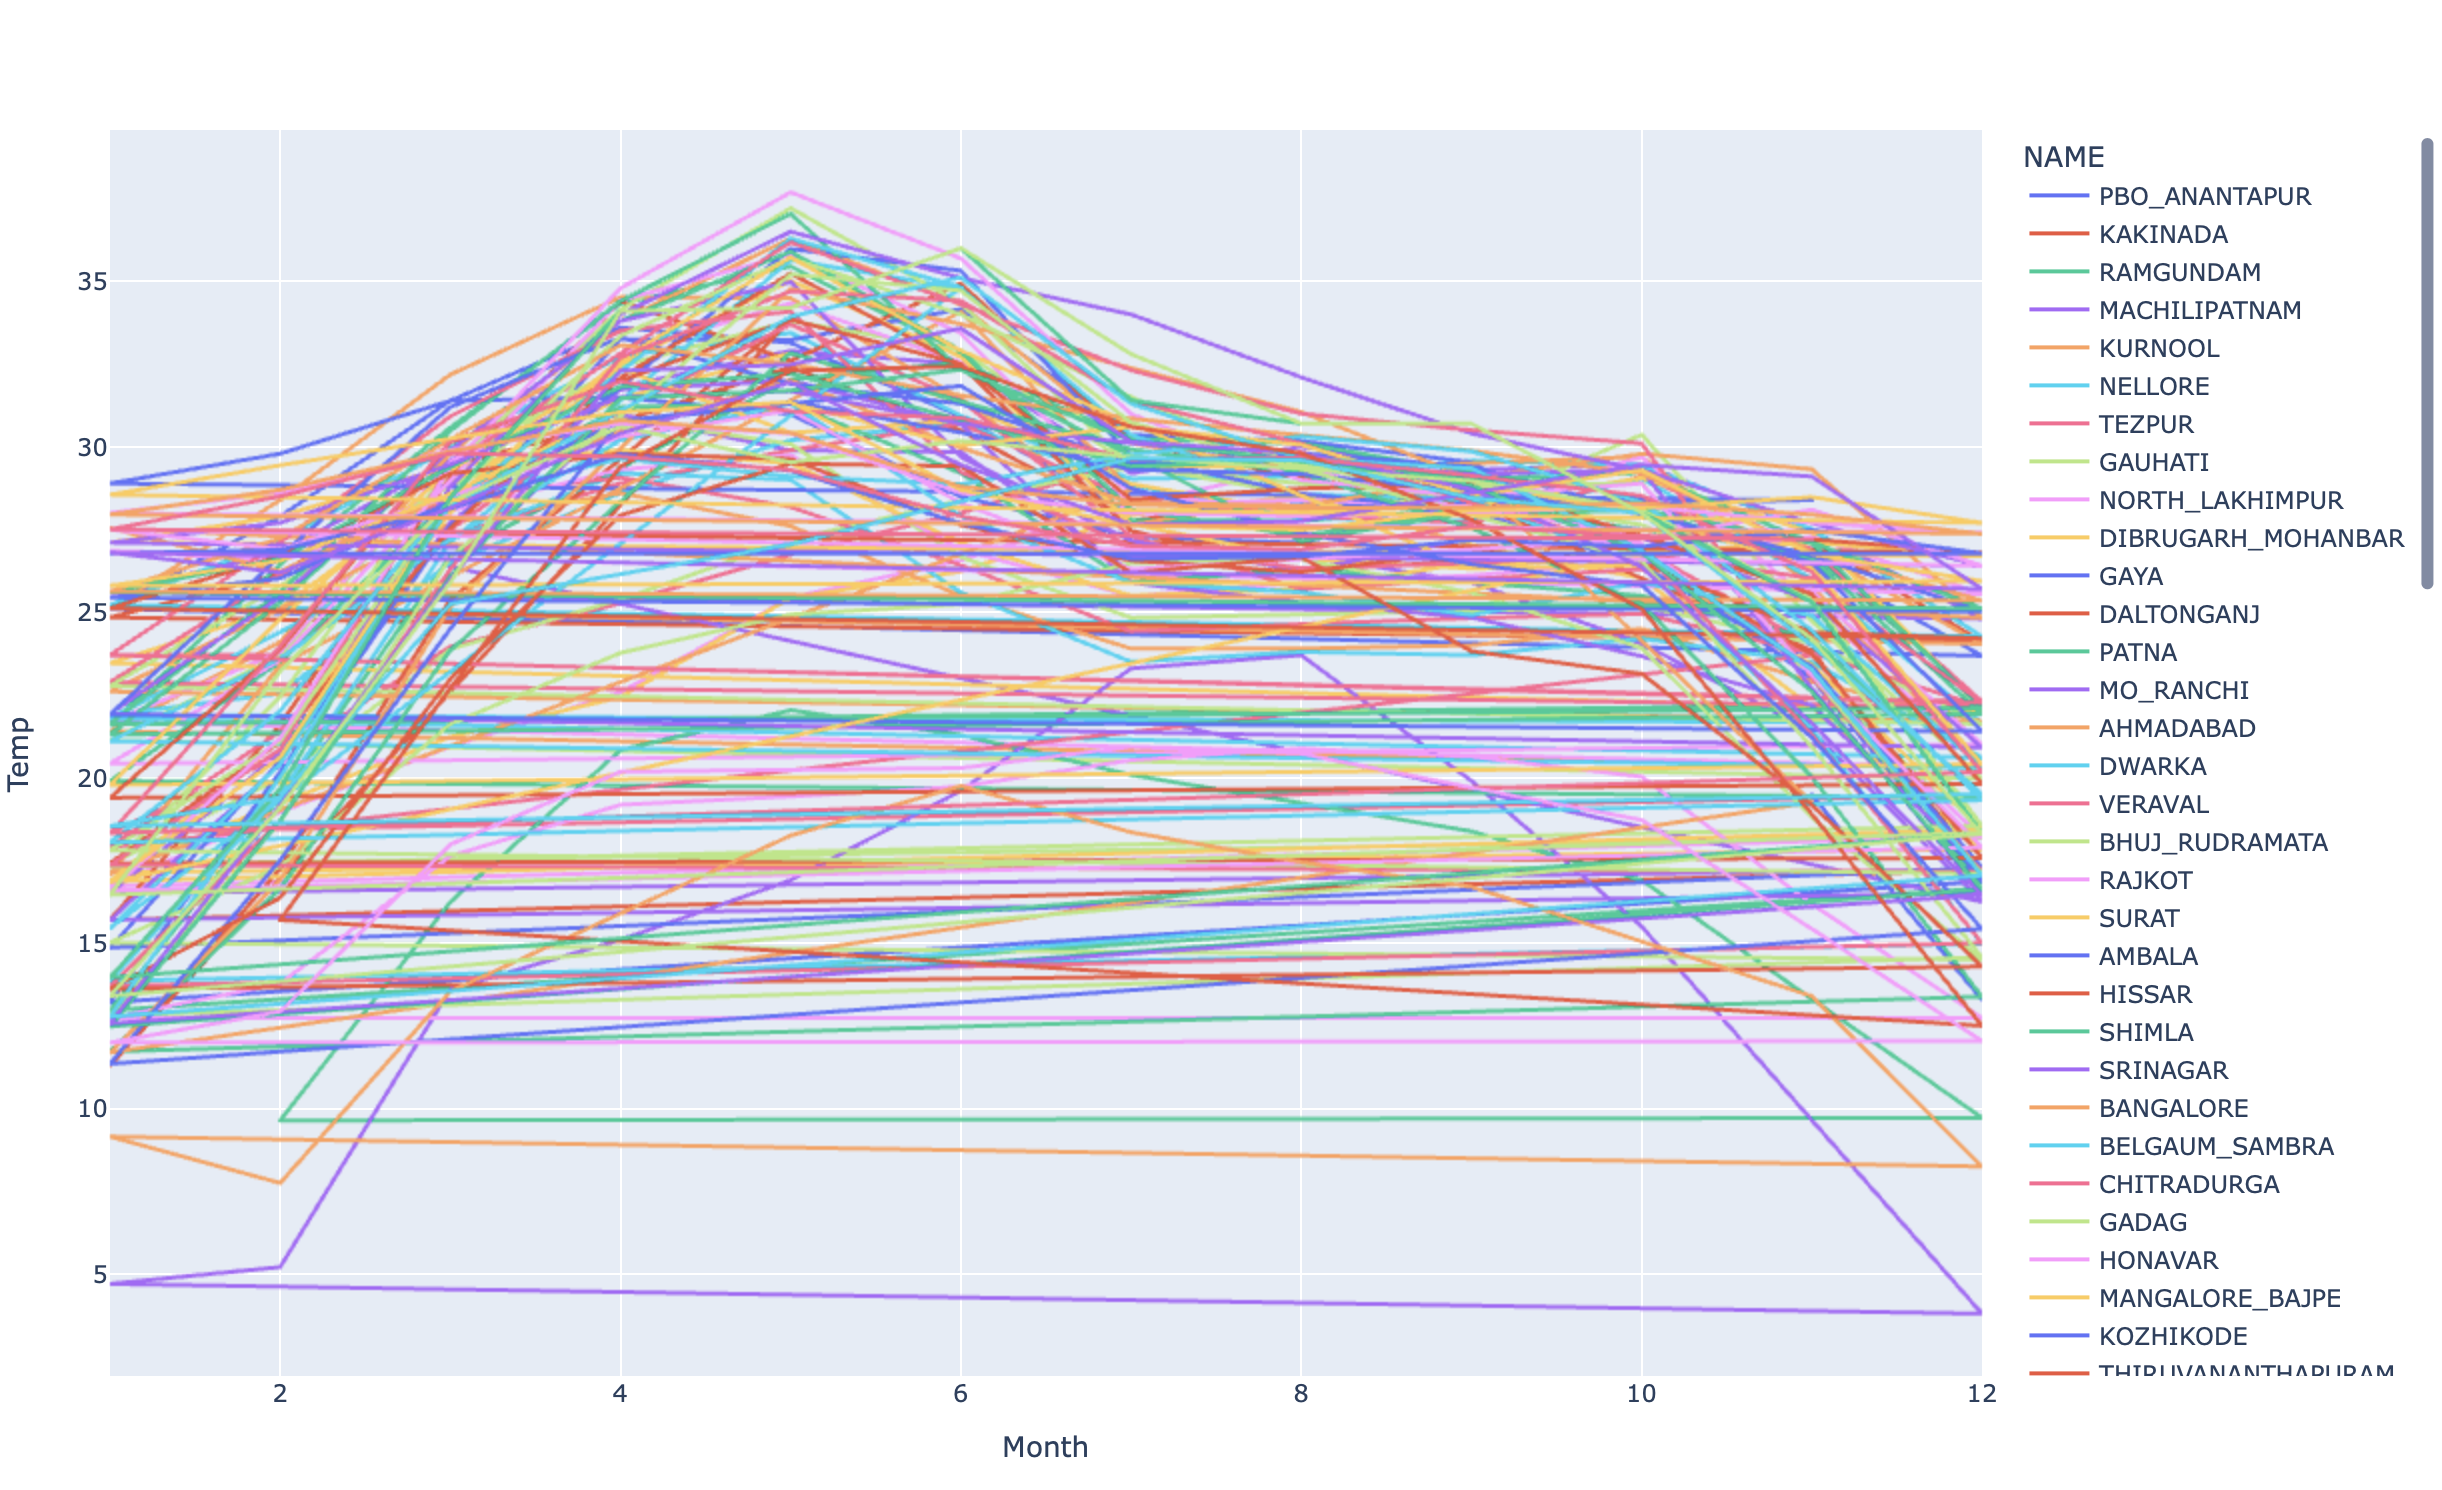 NAME
PBO_ANANTAPUR
KAKINADA
RAMGUNDAM
MACHILIPATNAM
KURNOOL
NELLORE
TEZPUR
GAUHATI
NORTH_LAKHIMPUR
DIBRUGARH_MOHANBAR
GAYA
DALTONGANJ
PATNA
MO_RANCHI
AHMADABAD
DWARKA
VERAVAL
BHUJ_RUDRAMATA
RAJKOT
SURAT
AMBALA
HISSAR
SHIMLA
SRINAGAR
BANGALORE
BELGAUM_SAMBRA
CHITRADURGA
GADAG
HONAVAR
MANGALORE_BAJPE
KOZHIKODE
THIRUVANANTHAPURAM
35
30
25
20
15
10
5
Temp
2 4 6 8 10 12
Month